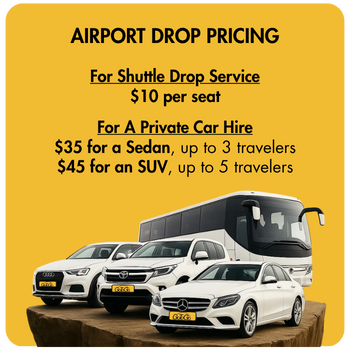 AIRPORT DROP PRICING
For Shuttle Drop Service
$10 per seat
For A Private Car Hire
$35 for a Sedan, up to 3 travelers
$45 for an SUV, up to 5 travelers